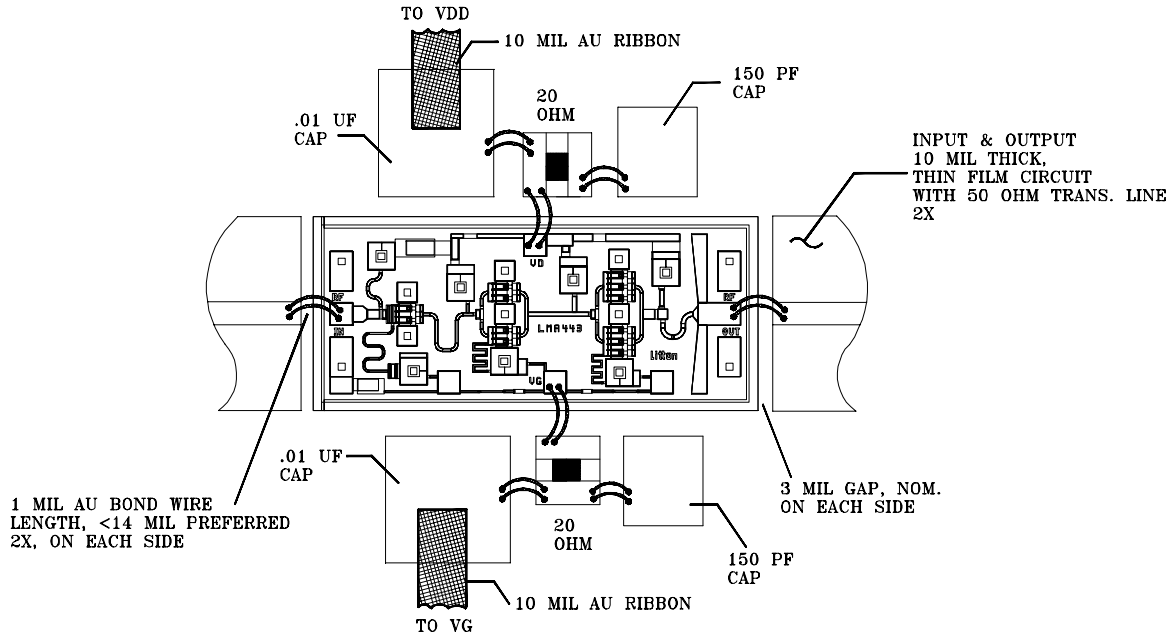 TO VDD
10 MIL AU RIBBON
150 PF
CAP
20
OHM
.01 UF
CAP
INPUT & OUTPUT
10 MIL THICK,
THIN FILM CIRCUIT
WITH 50 OHM TRANS. LINE
2X
VD
RF
IN
LMA443
RF
OUT
Litton
VG
.01 UF
CAP
1 MIL AU BOND WIRE
LENGTH, <14 MIL PREFERRED
2X, ON EACH SIDE
3 MIL GAP, NOM.
ON EACH SIDE
20
OHM
150 PF
CAP
10 MIL AU RIBBON
TO VG